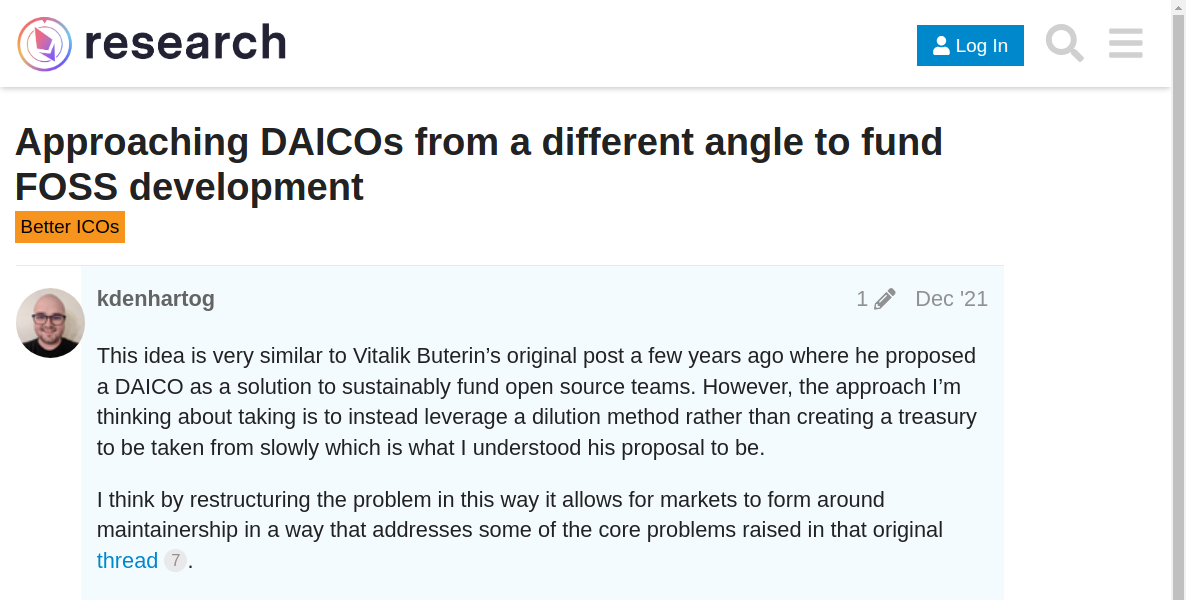 research
Log In
Approaching DAICOs from a different angle to fund
FOSS development
Better ICOs
kdenhartog
1 Dec '21
This idea is very similar to Vitalik Buterin’s original post a few years ago where he proposed
a DAICO as a solution to sustainably fund open source teams. However, the approach I’m
thinking about taking is to instead leverage a dilution method rather than creating a treasury
to be taken from slowly which is what I understood his proposal to be.
I think by restructuring the problem in this way it allows for markets to form around
maintainership in a way that addresses some of the core problems raised in that original
thread 7 .